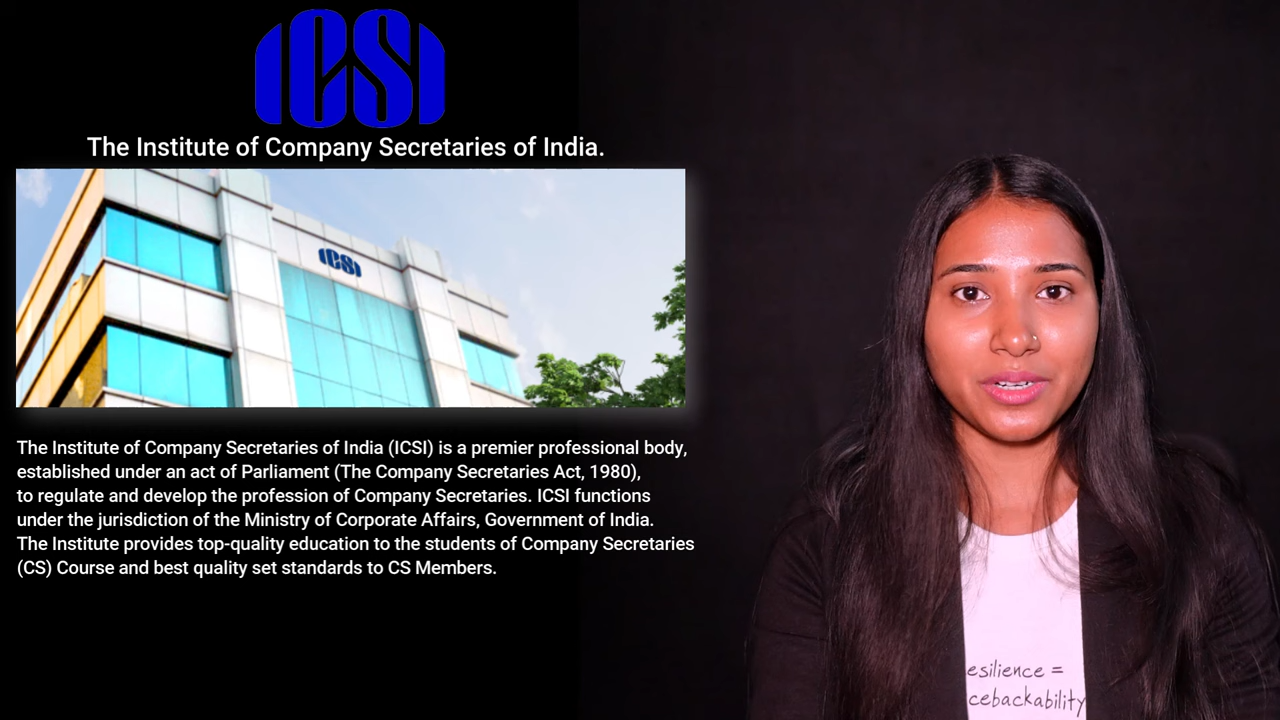 ICSI
The Institute of Company Secretaries of India.
ICSI
The Institute of Company Secretaries of India (ICSI) is a premier professional body,
established under an act of Parliament (The Company Secretaries Act, 1980),
to regulate and develop the profession of Company Secretaries. ICSI functions
under the jurisdiction of the Ministry of Corporate Affairs, Government of India.
The Institute provides top-quality education to the students of Company Secretaries
(CS) Course and best quality set standards to CS Members.
esilience =
cebackability